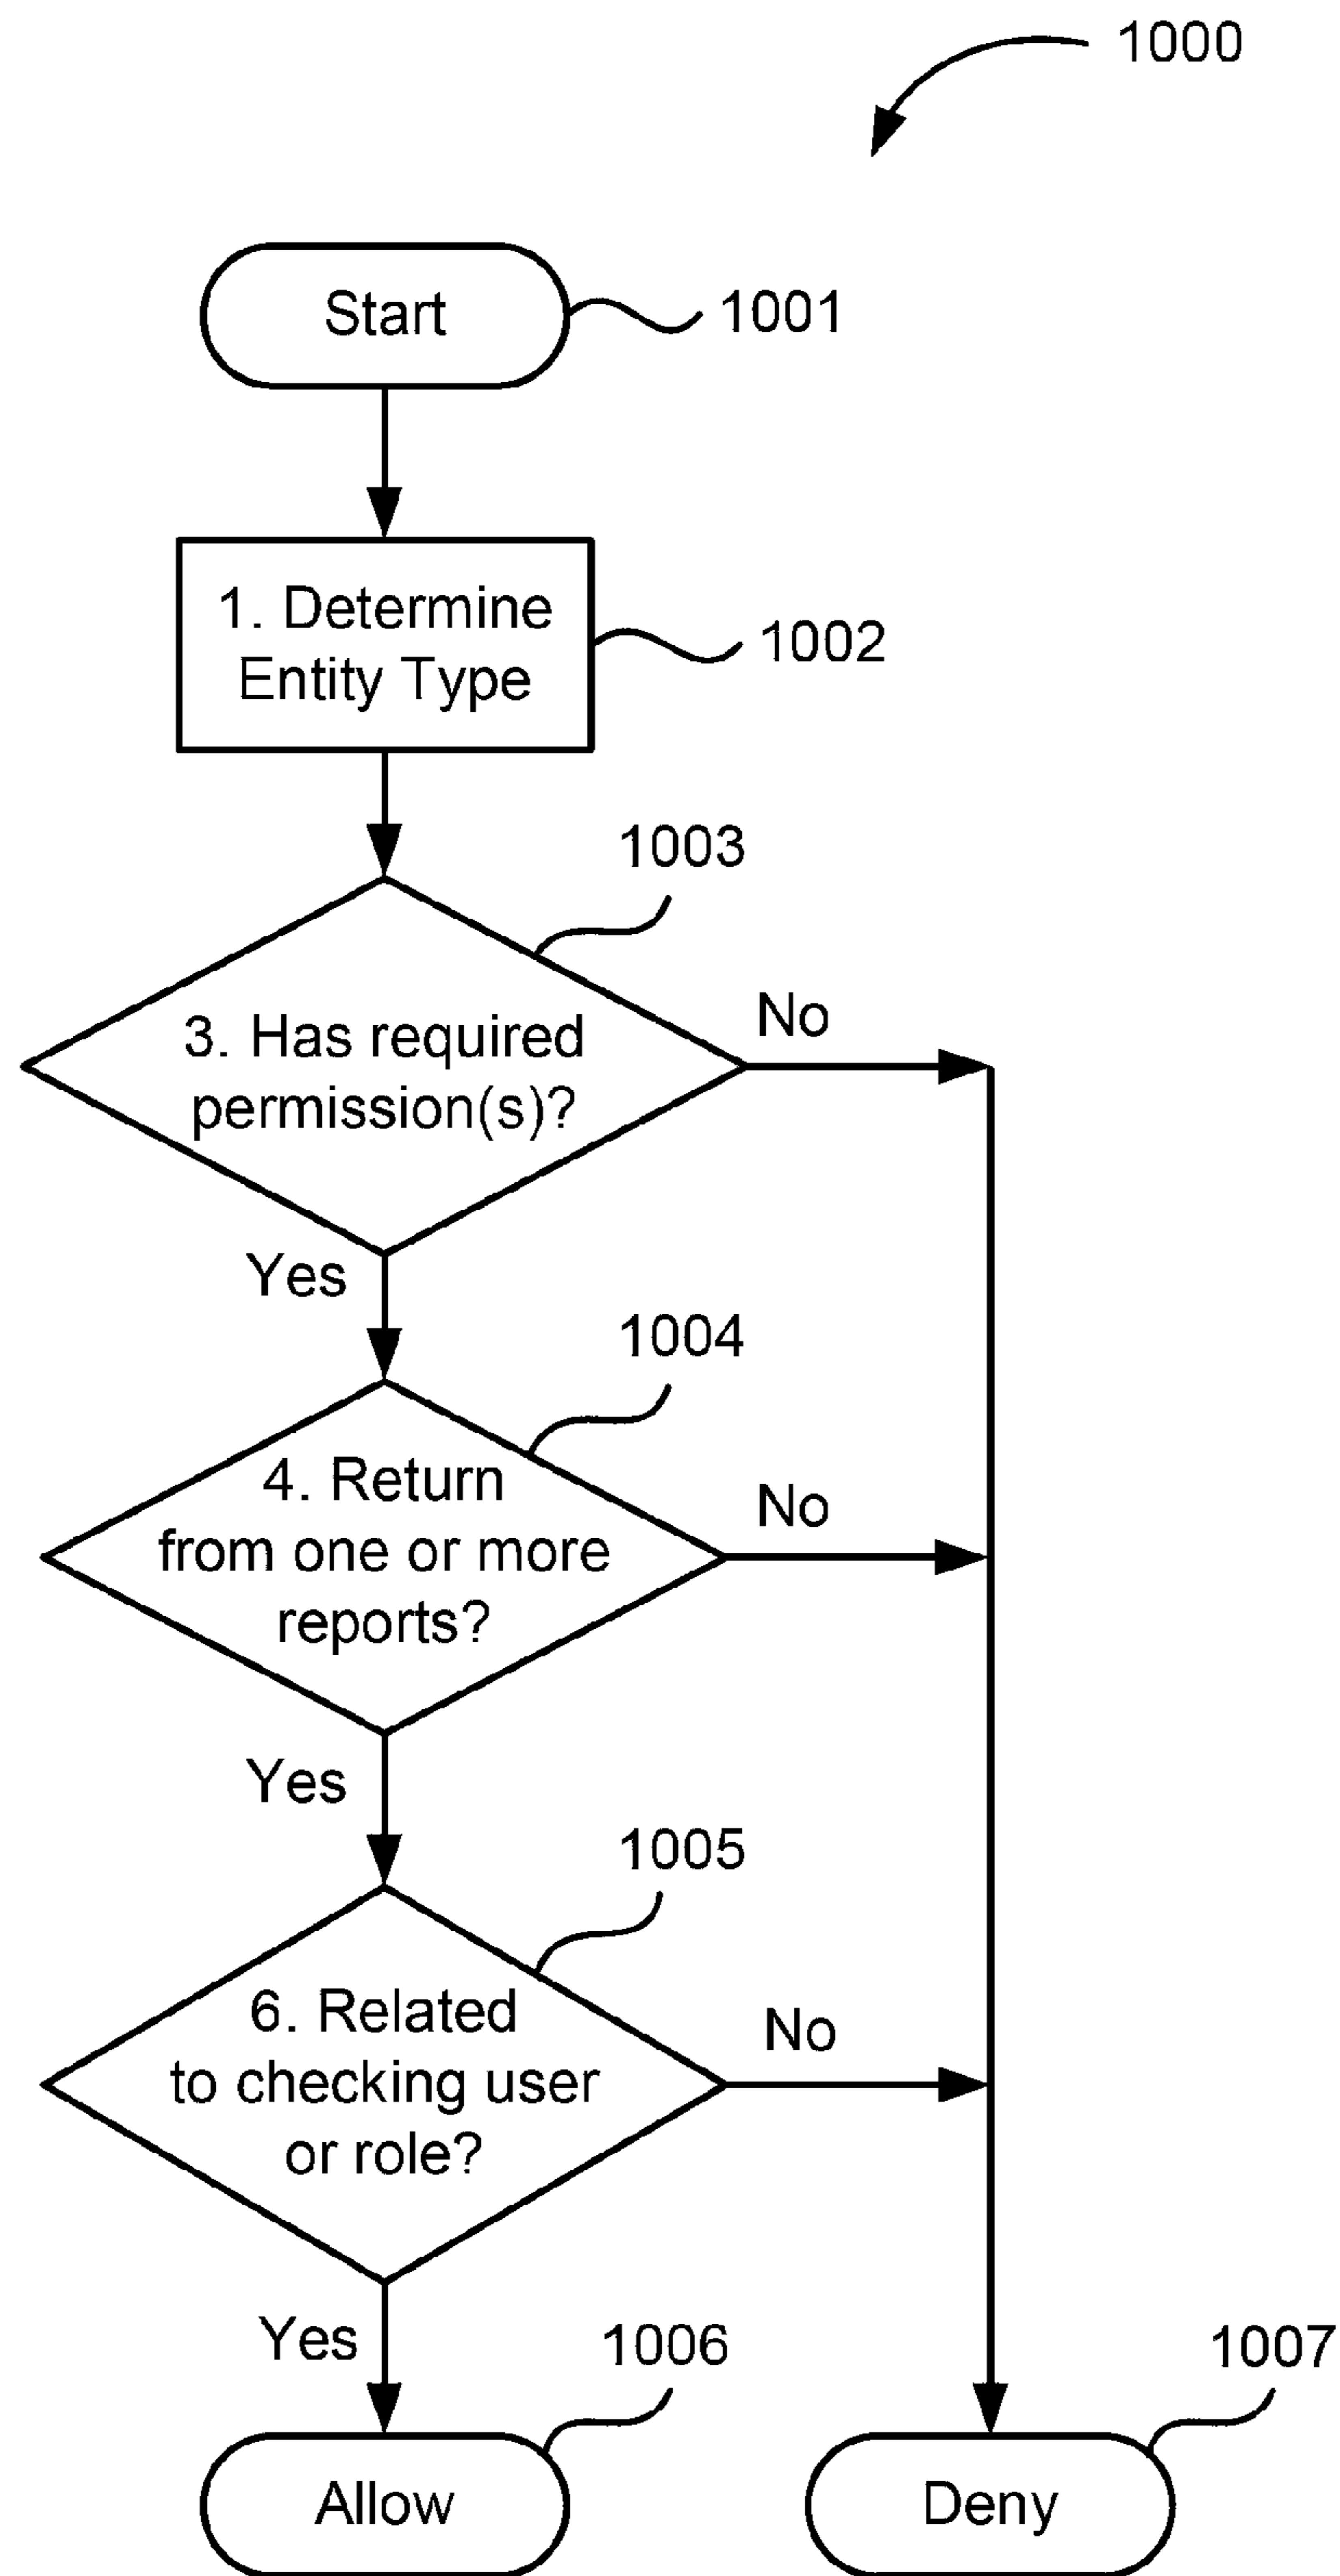 1000
Start
1001
1. Determine
Entity Type
1002
1003
3. Has required
permission(s)?
No
Yes
1004
4. Return
from one or more
reports?
No
Yes
1005
6. Related
to checking user
or role?
No
Yes
1006
1007
Allow
Deny